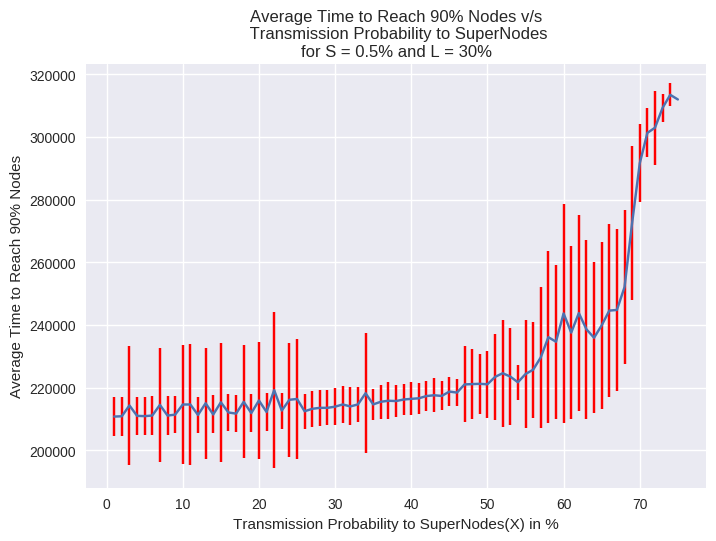 Average Time to Reach 90% Nodes v/s
Transmission Probability to SuperNodes
for S = 0.5% and L = 30%
Average Time to Reach 90% Nodes
320000
300000
280000
260000
240000
220000
200000
0 10 20 30 40 50 60 70
Transmission Probability to SuperNodes(X) in %